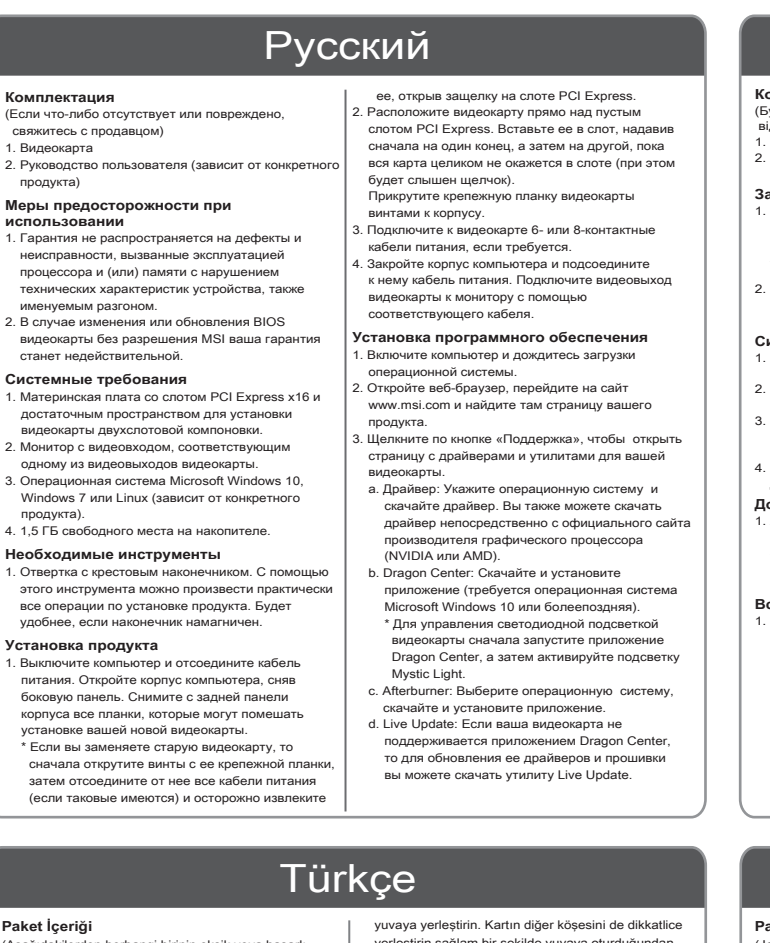 Русский
Комплектация
(Если что-либо отсутствует или повреждено,
свяжитесь с продавцом)
1. Видеокарта
2. Руководство пользователя (зависит от конкретного
продукта)
Меры предосторожности при
использовании
1. Гарантия не распространяется на дефекты и
неисправности, вызванные эксплуатацией
процессора и (или) памяти с нарушением
технических характеристик устройства, также
именуемым разгоном.
2. В случае изменения или обновления BIOS
видеокарты без разрешения MSI ваша гарантия
станет недействительной.
Системные требования
1. Материнская плата со слотом PCI Express x16 и
достаточным пространством для установки
видеокарты двухслотовой компоновки.
2. Монитор с видеовходом, соответствующим
одному из видеовыходов видеокарты.
3. Операционная система Microsoft Windows 10,
Windows 7 или Linux (зависит от конкретного
продукта).
4. 1,5 ГБ свободного места на накопителе.
Необходимые инструменты
1. Отвертка с крестовым наконечником. С помощью
этого инструмента можно произвести практически
все операции по установке продукта. Будет
удобнее, если наконечник намагничен.
Установка продукта
1. Выключите компьютер и отсоедините кабель
питания. Откройте корпус компьютера, сняв
боковую панель. Снимите с задней панели
корпуса все планки, которые могут помешать
установке вашей новой видеокарты.
* Если вы заменяете старую видеокарту, то
сначала открутите винты с ее крепежной планки,
затем отсоедините от нее все кабели питания
(если таковые имеются) и осторожно извлеките
ее, открыв защелку на слоте PCI Express.
2. Расположите видеокарту прямо над пустым
слотом PCI Express. Вставьте ее в слот, надавив
сначала на один конец, а затем на другой, пока
вся карта целиком не окажется в слоте (при этом
будет слышен щелчок).
Прикрутите крепежную планку видеокарты
винтами к корпусу.
3. Подключите к видеокарте 6- или 8-контактные
кабели питания, если требуется.
4. Закройте корпус компьютера и подсоедините
к нему кабель питания. Подключите видеовыход
видеокарты к монитору с помощью
соответствующего кабеля.
Установка программного обеспечения
1. Включите компьютер и дождитесь загрузки
операционной системы.
2. Откройте веб-браузер, перейдите на сайт
www.msi.com и найдите там страницу вашего
продукта.
3. Щелкните по кнопке «Поддержка», чтобы открыть
страницу с драйверами и утилитами для вашей
видеокарты.
a. Драйвер: Укажите операционную систему и
скачайте драйвер. Вы также можете скачать
драйвер непосредственно с официального сайта
производителя графического процессора
(NVIDIA или AMD).
b. Dragon Center: Скачайте и установите
приложение (требуется операционная система
Microsoft Windows 10 или болеепоздняя).
* Для управления светодиодной подсветкой
видеокарты сначала запустите приложение
Dragon Center, а затем активируйте подсветку
Mystic Light.
c. Afterburner: Выберите операционную систему,
скачайте и установите приложение.
d. Live Update: Если ваша видеокарта не
поддерживается приложением Dragon Center,
то для обновления ее драйверов и прошивки
вы можете скачать утилиту Live Update.
1.
2.
1.
2.
1.
2.
3.
4.
1.
1.
Türkçe
Paket İçeriği
yuvaya yerleştirin. Kartın diğer köşesini de dikkatlice